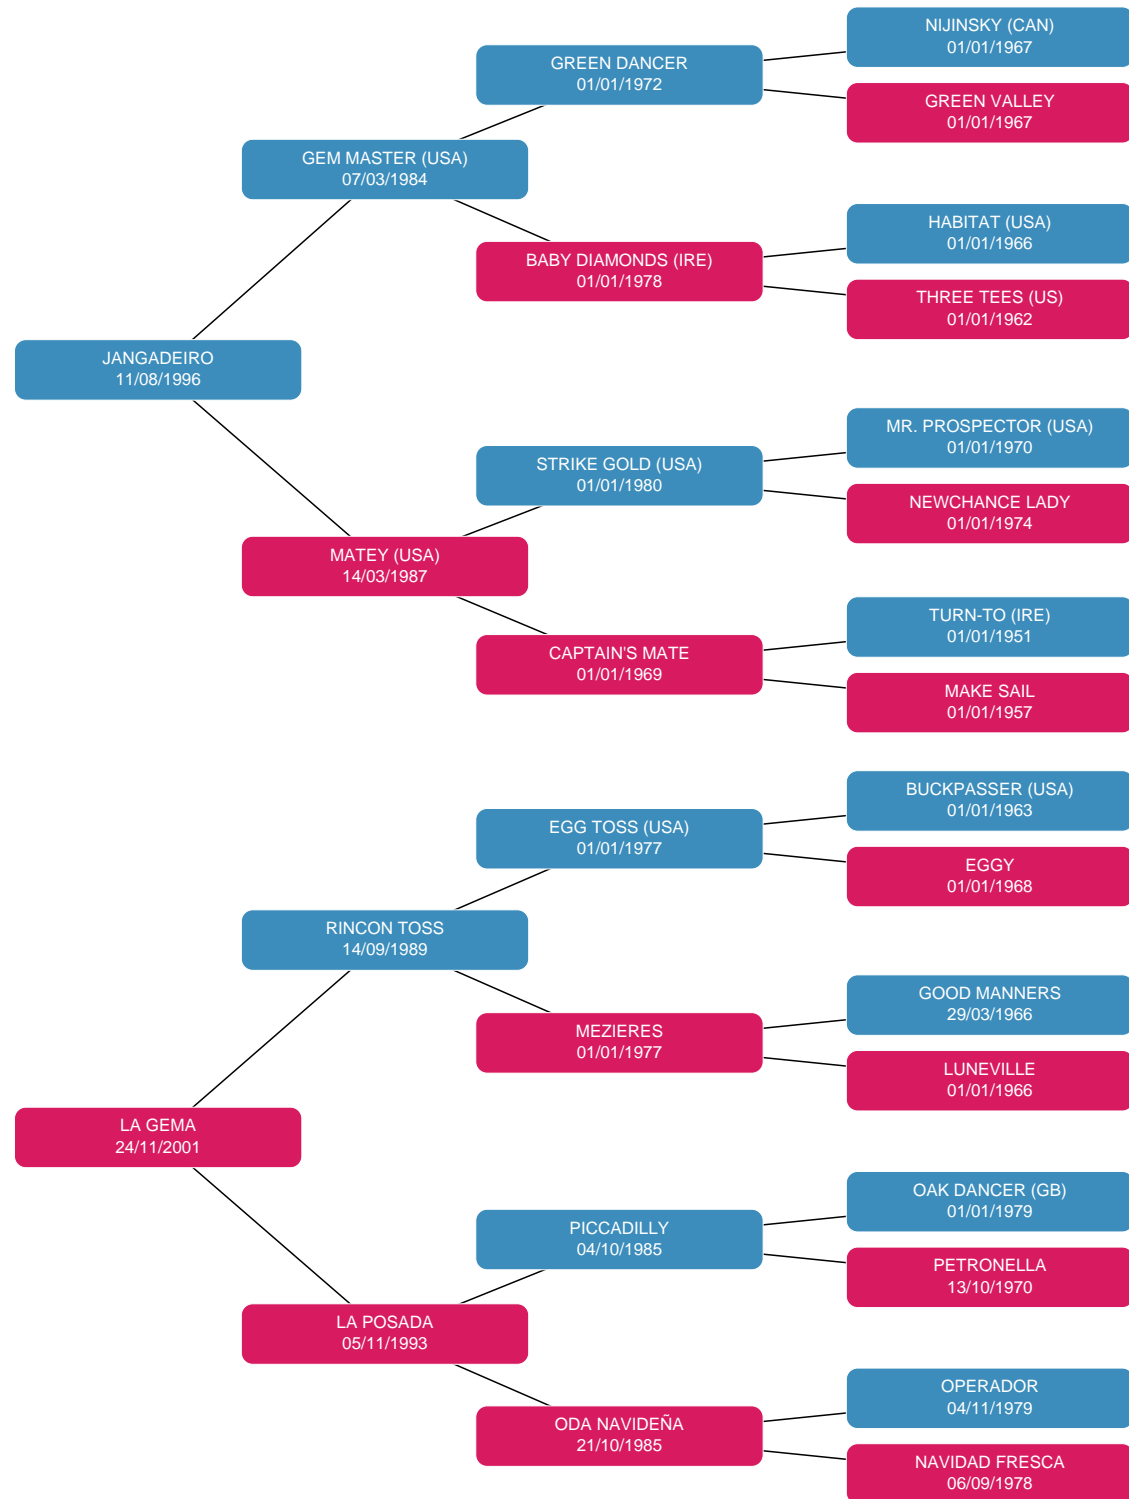 NIJINSKY (CAN)
01/01/1967
GREEN DANCER
01/01/1972
GREEN VALLEY
01/01/1967
GEM MASTER (USA)
07/03/1984
HABITAT (USA)
01/01/1966
BABY DIAMONDS (IRE)
01/01/1978
THREE TEES (US)
01/01/1962
JANGADEIRO
11/08/1996
MR. PROSPECTOR (USA)
01/01/1970
STRIKE GOLD (USA)
01/01/1980
NEWCHANCE LADY
01/01/1974
MATEY (USA)
14/03/1987
TURN-TO (IRE)
01/01/1951
CAPTAIN'S MATE
01/01/1969
MAKE SAIL
01/01/1957
BUCKPASSER (USA)
01/01/1963
EGG TOSS (USA)
01/01/1977
EGGY
01/01/1968
RINCON TOSS
14/09/1989
GOOD MANNERS
29/03/1966
MEZIERES
01/01/1977
LUNEVILLE
01/01/1966
LA GEMA
24/11/2001
OAK DANCER (GB)
01/01/1979
PICCADILLY
04/10/1985
PETRONELLA
13/10/1970
LA POSADA
05/11/1993
OPERADOR
04/11/1979
ODA NAVIDEÑA
21/10/1985
NAVIDAD FRESCA
06/09/1978